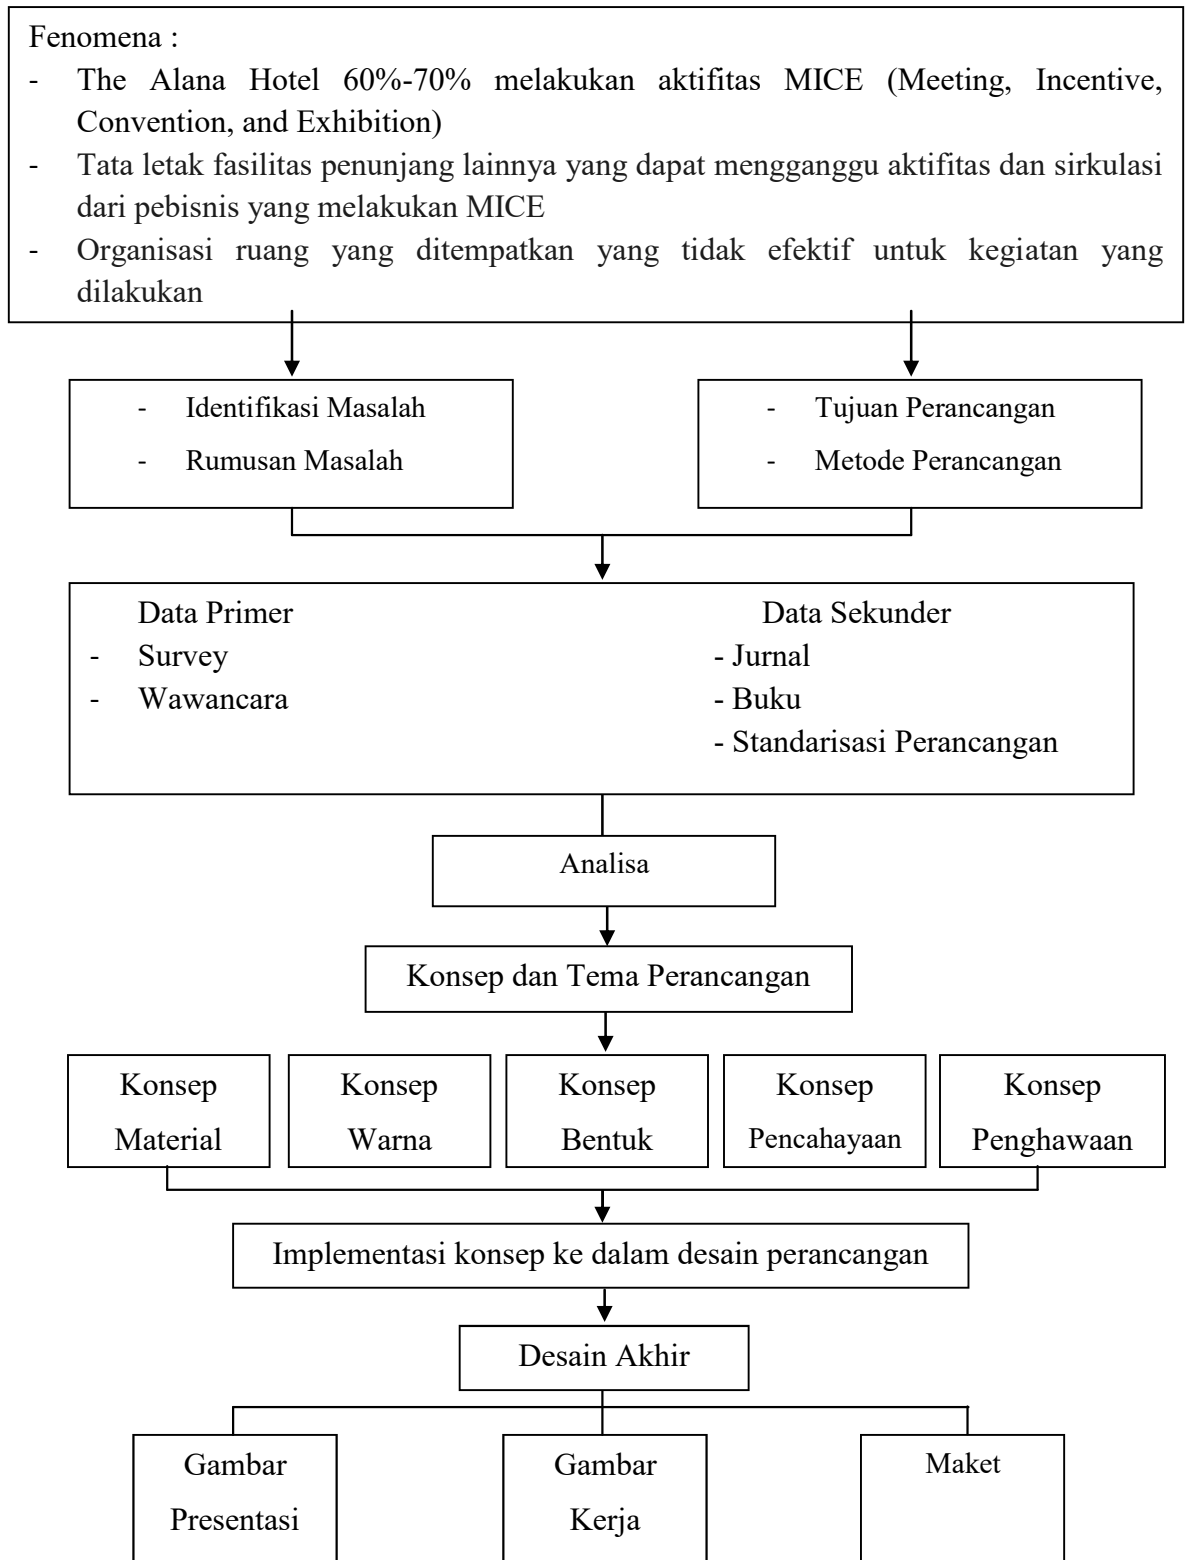 Fenomena :
- The Alana Hotel 60%-70% melakukan aktifitas MICE (Meeting, Incentive,
Convention, and Exhibition)
- Tata letak fasilitas penunjang lainnya yang dapat mengganggu aktifitas dan sirkulasi
dari pebisnis yang melakukan MICE
- Organisasi ruang yang ditempatkan yang tidak efektif untuk kegiatan yang
dilakukan
- Identifikasi Masalah
- Rumusan Masalah
- Tujuan Perancangan
- Metode Perancangan
Data Primer
- Survey
- Wawancara
Data Sekunder
- Jurnal
- Buku
- Standarisasi Perancangan
Analisa
Konsep dan Tema Perancangan
Konsep
Material
Konsep
Warna
Konsep
Bentuk
Konsep
Pencahayaan
Konsep
Penghawaan
Implementasi konsep ke dalam desain perancangan
Desain Akhir
Gambar
Presentasi
Gambar
Kerja
Maket